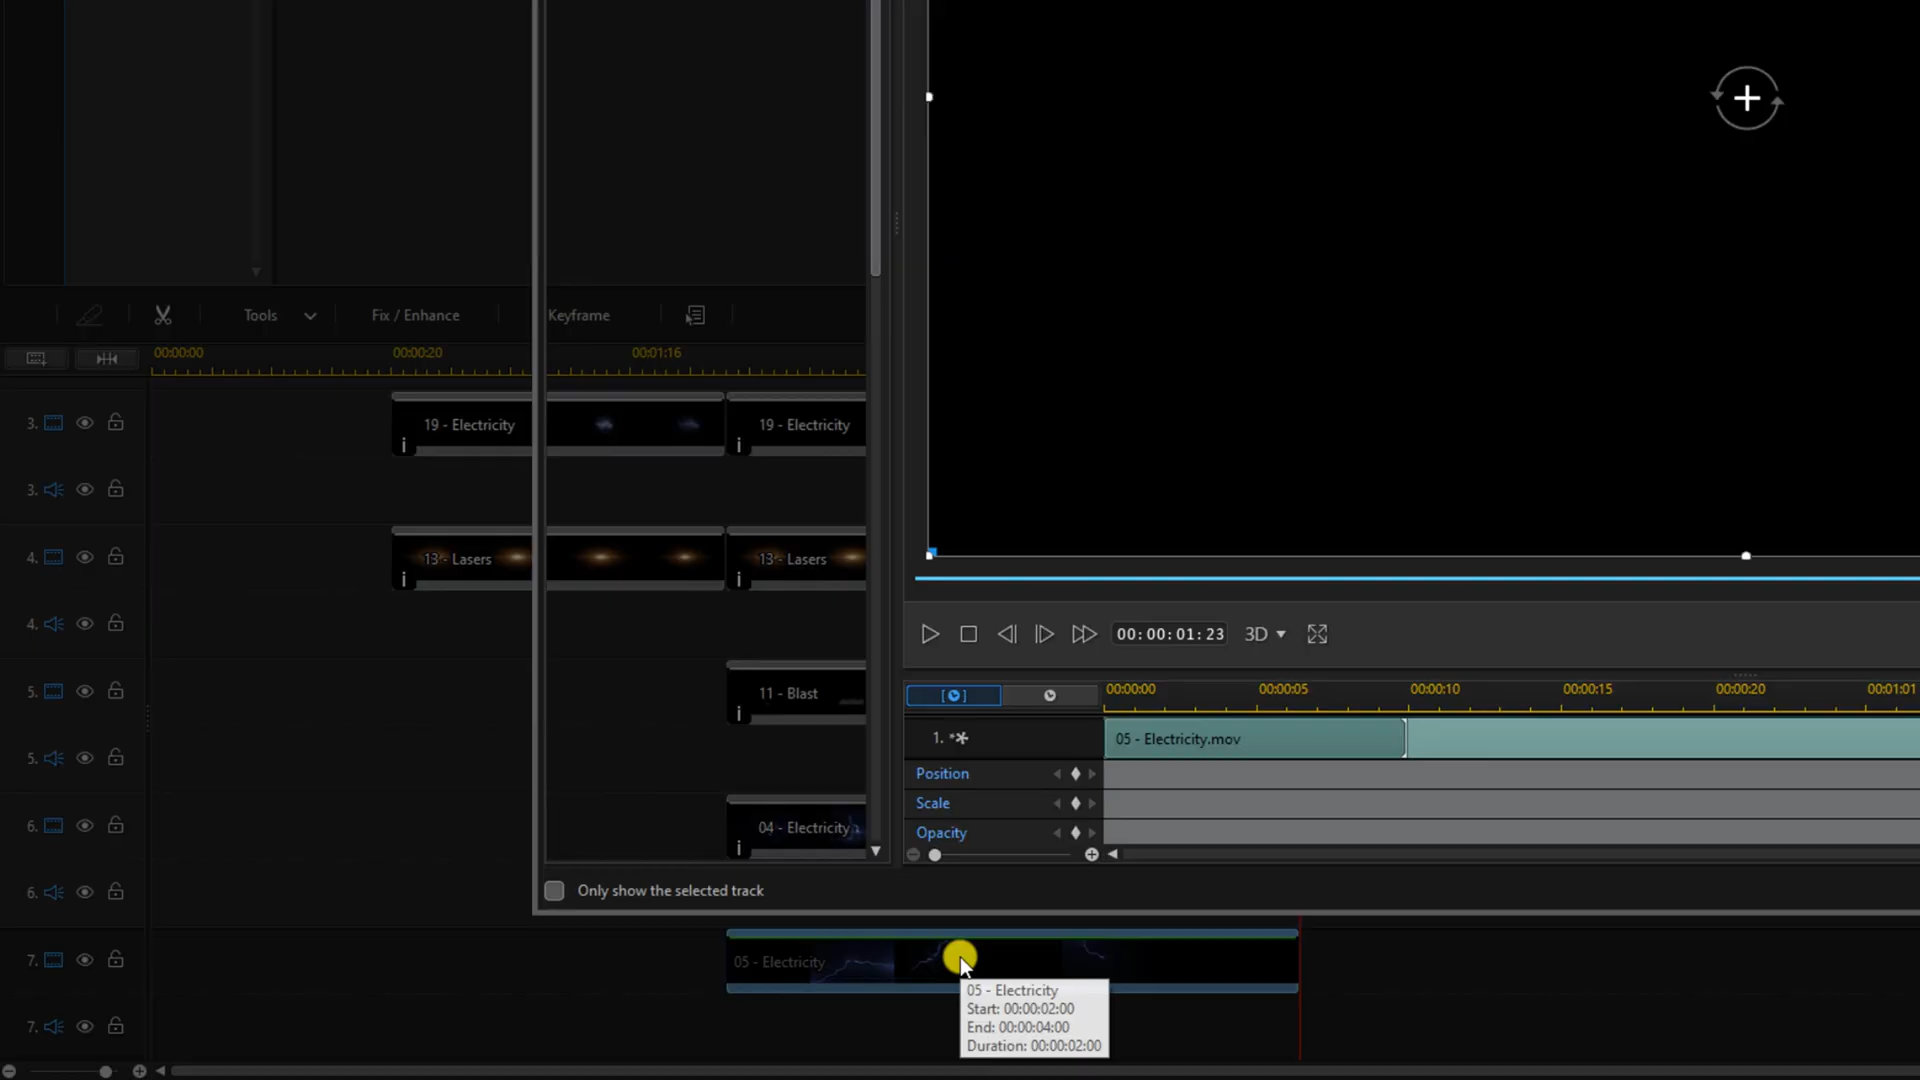 Tools
Fix / Enhance
Keyframe
00:00:00
00:00:20
00:01:16
3.
19 - Electricity
i
19 - Electricity
i
3.
4.
13 - Lasers
i
13 - Lasers
i
4.
5.
11 - Blast
i
5.
6.
04 - Electricity
i
6.
00:00:01:23
3D
00:00:00
00:00:05
00:00:10
00:00:15
00:00:20
00:01:01
1.
05 - Electricity.mov
Position
Scale
Opacity
Only show the selected track
7.
05 - Electricity
05 - Electricity
Start: 00:00:02:00
End: 00:00:04:00
Duration: 00:00:02:00
7.